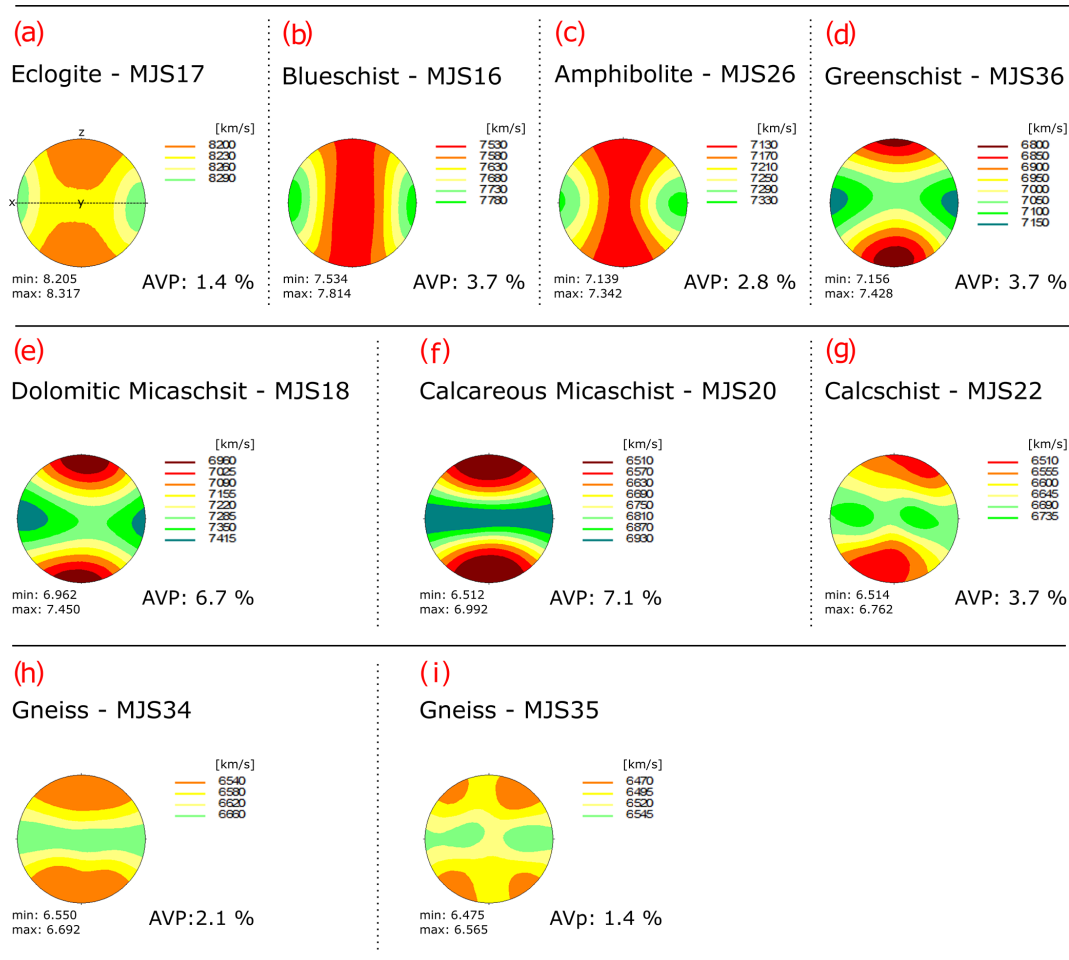 (a)
Eclogite - MJS17
[km/s]
8200
8230
8260
8290
z
x
y
min: 8.205
max: 8.317
AVP: 1.4 %
(b)
Blueschist - MJS16
[km/s]
7530
7580
7630
7680
7730
7780
min: 7.534
max: 7.814
AVP: 3.7 %
(c)
Amphibolite - MJS26
[km/s]
7130
7170
7210
7250
7290
7330
min: 7.139
max: 7.342
AVP: 2.8 %
(d)
Greenschist - MJS36
[km/s]
6800
6850
6900
6950
7000
7050
7100
7150
min: 7.156
max: 7.428
AVP: 3.7 %
(e)
Dolomitic Micaschsit - MJS18
[km/s]
6960
7025
7090
7155
7220
7285
7350
7415
min: 6.962
max: 7.450
AVP: 6.7 %
(f)
Calcareous Micaschist - MJS20
[km/s]
6510
6570
6630
6690
6750
6810
6870
6930
min: 6.512
max: 6.992
AVP: 7.1 %
(g)
Calcschist - MJS22
[km/s]
6510
6555
6600
6645
6690
6735
min: 6.514
max: 6.762
AVP: 3.7 %
(h)
Gneiss - MJS34
[km/s]
6540
6580
6620
6660
min: 6.550
max: 6.692
AVP:2.1 %
(i)
Gneiss - MJS35
[km/s]
6470
6495
6520
6545
min: 6.475
max: 6.565
AVp: 1.4 %